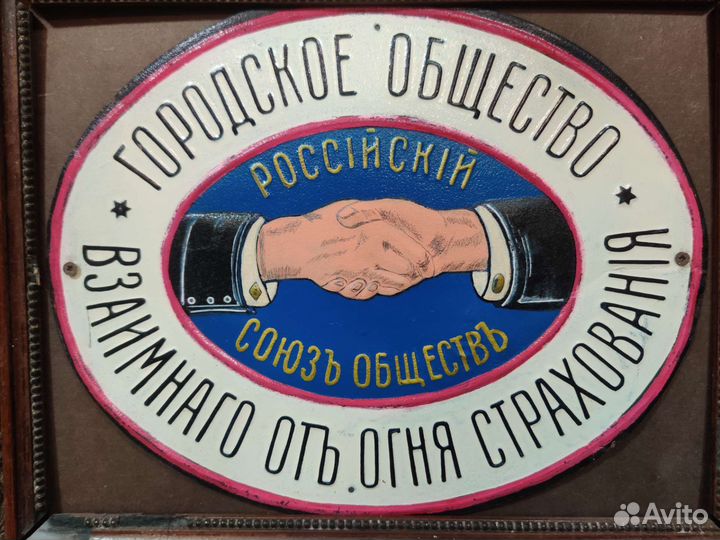 ГОРОДСКОЕ ОБЩЕСТВО
ВЗАИМНАГО ОТЪ ОГНЯ СТРАХОВАНІЯ
РОССІЙСКІЙ
СОЮЗЪ ОБЩЕСТВЪ
Avito